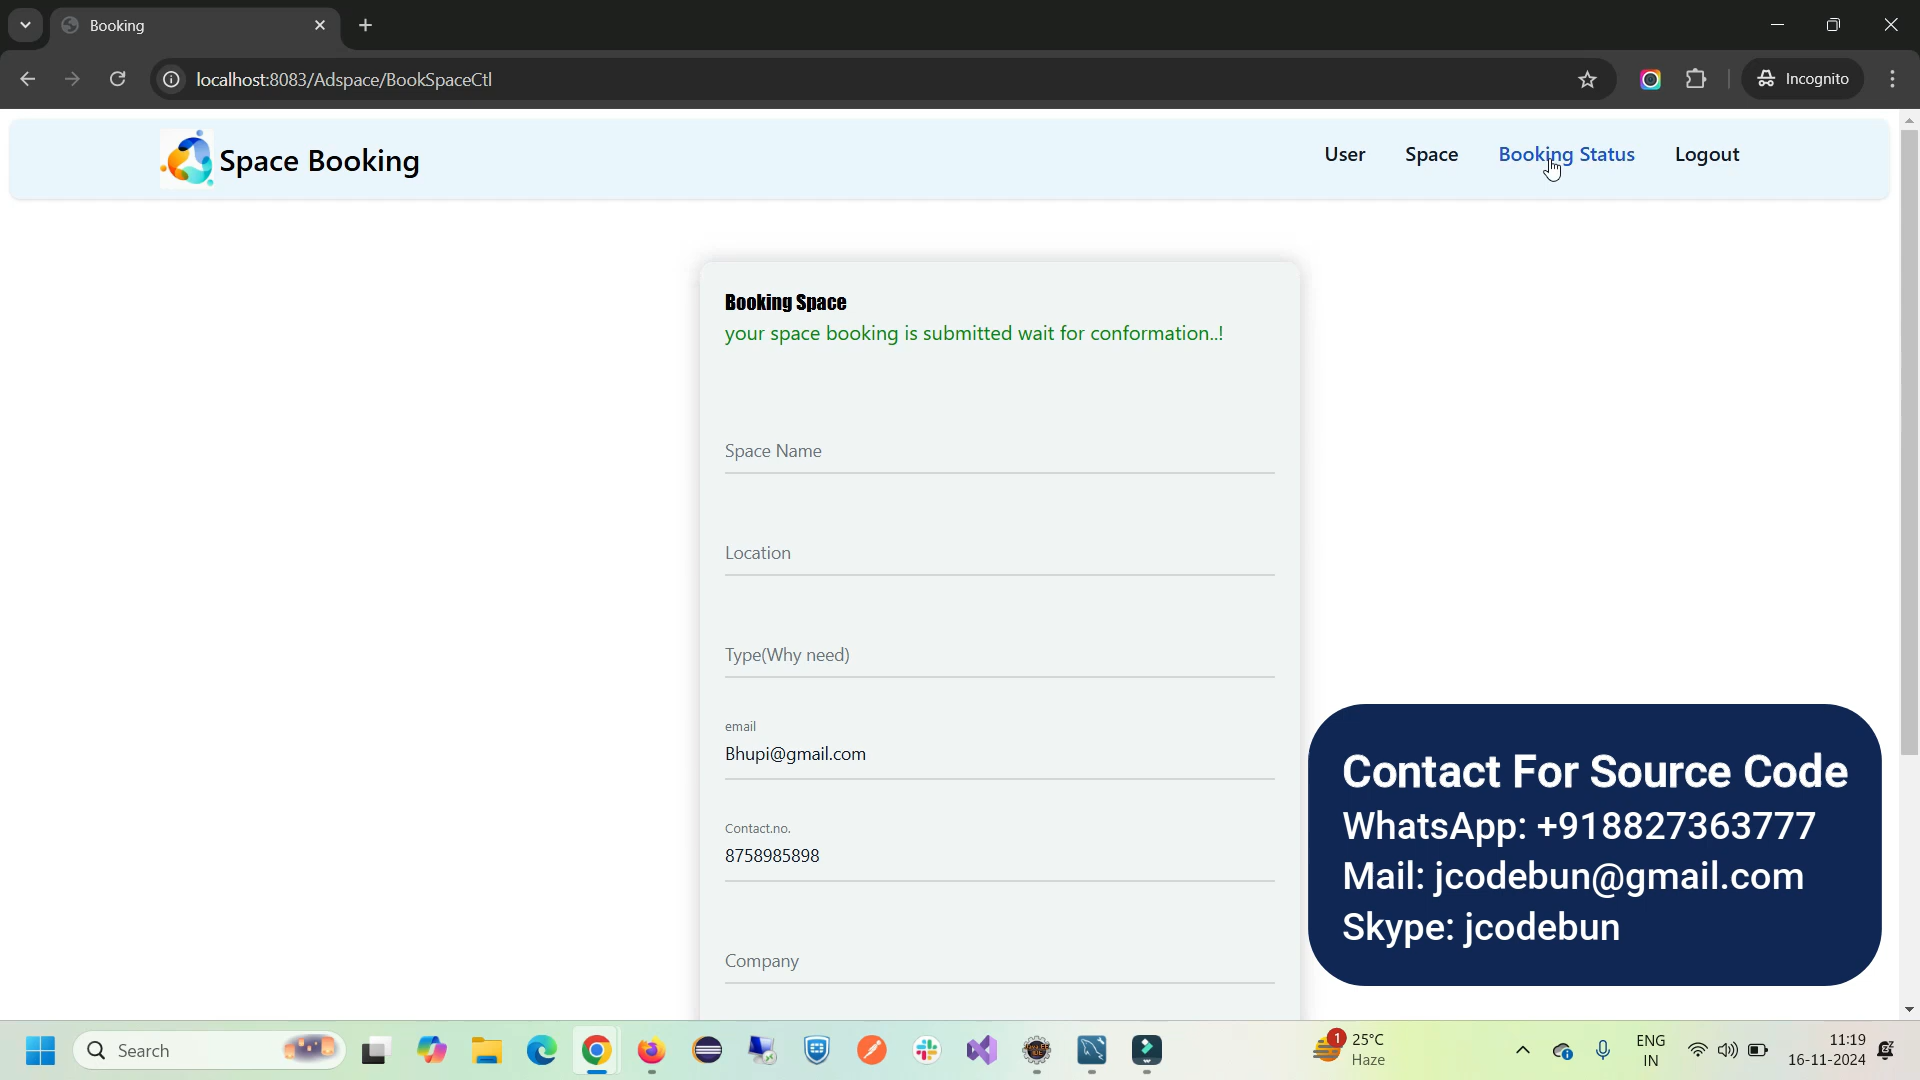 Booking
localhost:8083/Adspace/BookSpaceCtl
Incognito
Space Booking
User
Space
Booking Status
Logout
Booking Space
your space booking is submitted wait for conformation..!
Space Name
Location
Type(Why need)
email
Bhupi@gmail.com
Contact.no.
8758985898
Company
Contact For Source Code
WhatsApp: +918827363777
Mail: jcodebun@gmail.com
Skype: jcodebun
Search
1
25°C
Haze
ENG
IN
11:19
16-11-2024